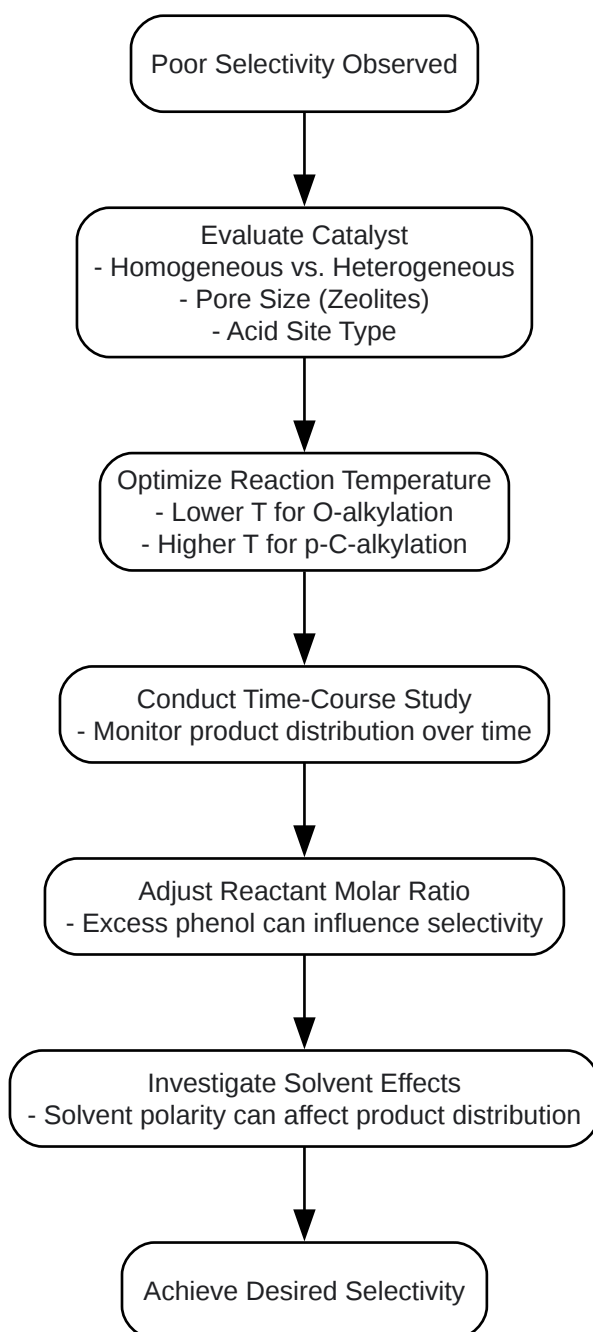 Poor Selectivity Observed
Evaluate Catalyst
- Homogeneous vs. Heterogeneous
- Pore Size (Zeolites)
- Acid Site Type
Optimize Reaction Temperature
- Lower T for O-alkylation
- Higher T for p-C-alkylation
Conduct Time-Course Study
- Monitor product distribution over time
Adjust Reactant Molar Ratio
- Excess phenol can influence selectivity
Investigate Solvent Effects
- Solvent polarity can affect product distribution
Achieve Desired Selectivity